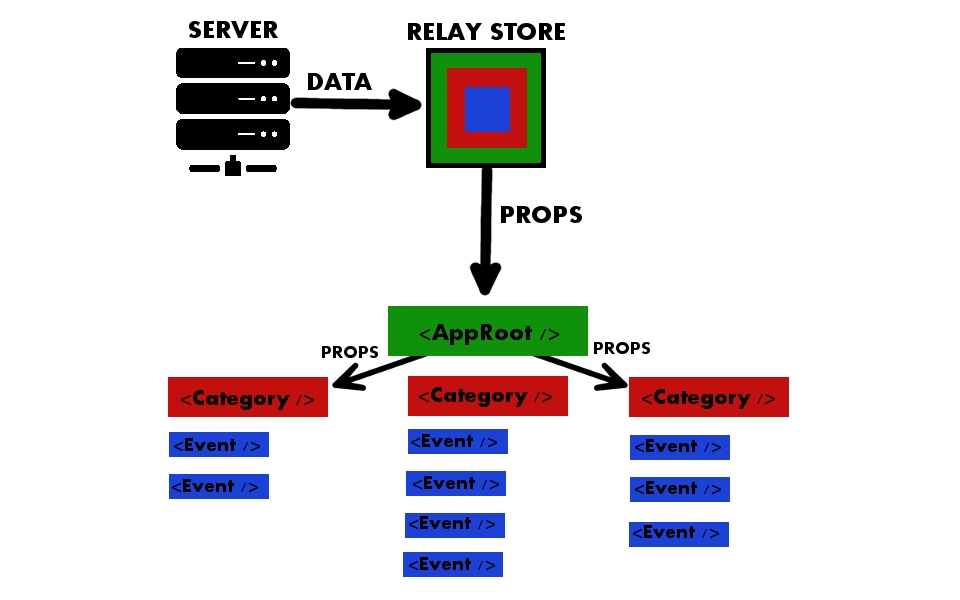 SERVER
RELAY STORE
DATA
PROPS
<AppRoot />
PROPS
PROPS
<Category />
<Category />
<Category />
<Event />
<Event />
<Event />
<Event />
<Event />
<Event />
<Event />
<Event />
<Event />